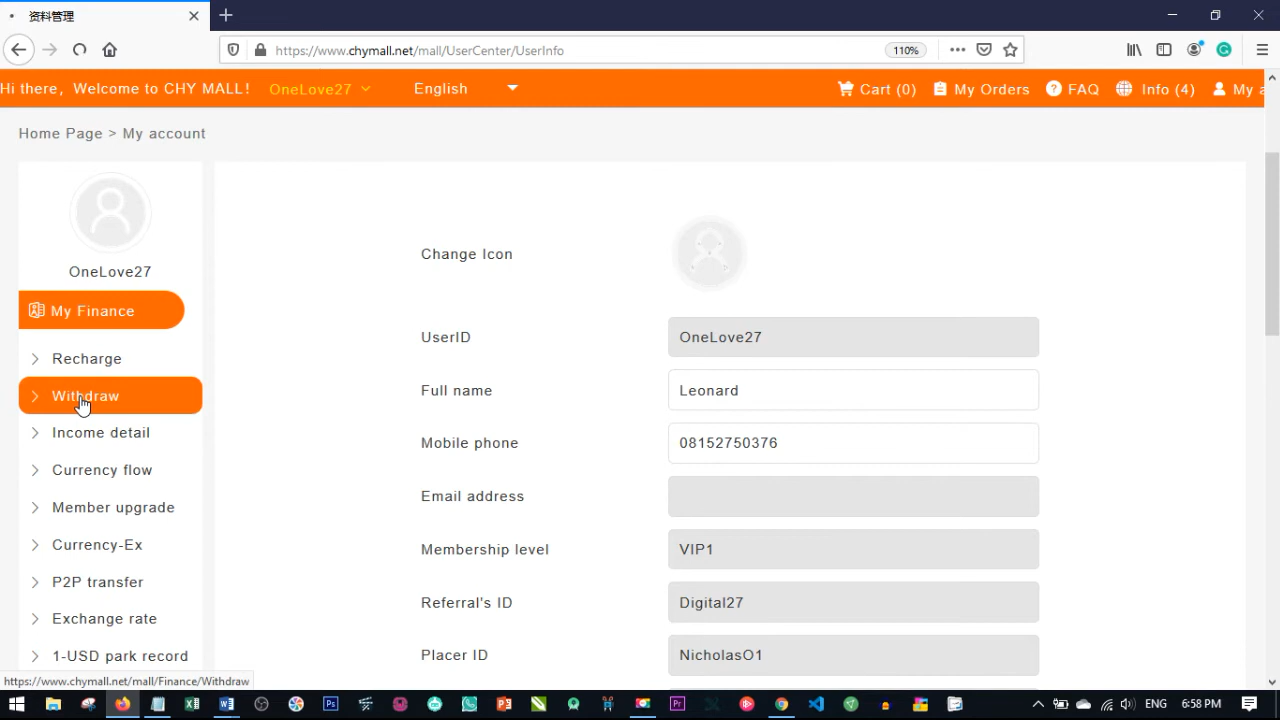 资料管理
https://www.chymall.net/mall/UserCenter/UserInfo
110%
Hi there, Welcome to CHY MALL!
OneLove27
English
Cart (0)
My Orders
FAQ
Info (4)
My a
Home Page > My account
OneLove27
My Finance
Recharge
Withdraw
Income detail
Currency flow
Member upgrade
Currency-Ex
P2P transfer
Exchange rate
1-USD park record
Change Icon
UserID
OneLove27
Full name
Leonard
Mobile phone
08152750376
Email address
Membership level
VIP1
Referral's ID
Digital27
Placer ID
NicholasO1
https://www.chymall.net/mall/Finance/Withdraw
ENG
6:58 PM